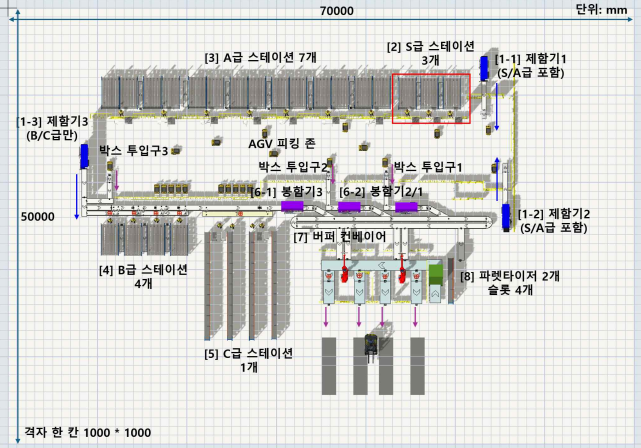 70000
단위: mm
[3] A급 스테이션 7개
[2] S급 스테이션
3개
[1-1] 제함기1
(S/A급 포함)
[1-3] 제함기3
(B/C급만)
박스 투입구3
AGV 피킹 존
박스 투입구2
박스 투입구1
[6-1] 봉함기3
[6-2] 봉함기2/1
50000
[1-2] 제함기2
(S/A급 포함)
[7] 버퍼 컨베이어
[4] B급 스테이션
4개
[8] 파렛타이저 2개
슬롯 4개
[5] C급 스테이션
1개
격자 한 칸 1000 * 1000